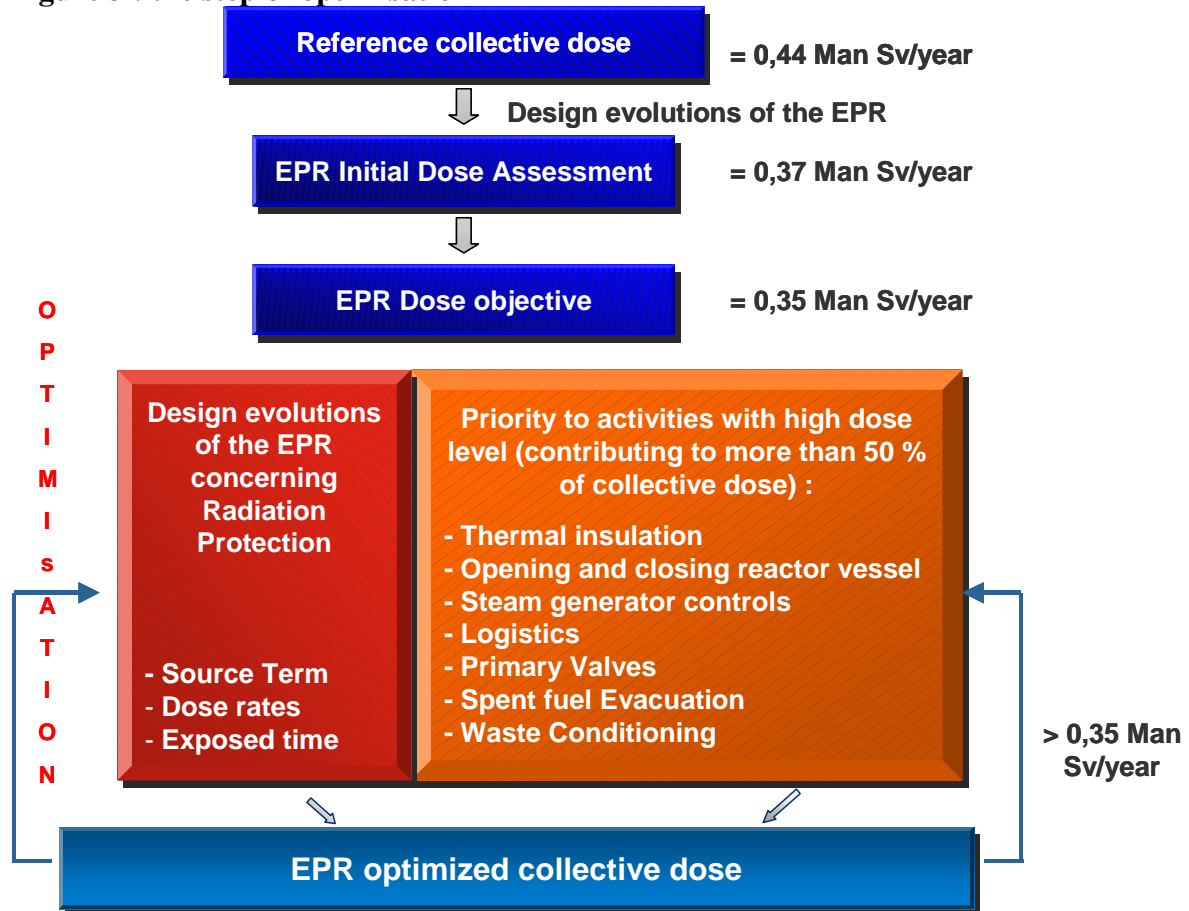 Reference collective dose
= 0,44 Man Sv/year
Design evolutions of the EPR
EPR Initial Dose Assessment
= 0,37 Man Sv/year
EPR Dose objective
= 0,35 Man Sv/year
O
P
T
I
M
I
s
A
T
I
O
N
Design evolutions
of the EPR
concerning
Radiation
Protection
- Source Term
- Dose rates
- Exposed time
Priority to activities with high dose
level (contributing to more than 50 %
of collective dose) :
- Thermal insulation
- Opening and closing reactor vessel
- Steam generator controls
- Logistics
- Primary Valves
- Spent fuel Evacuation
- Waste Conditioning
> 0,35 Man
Sv/year
EPR optimized collective dose